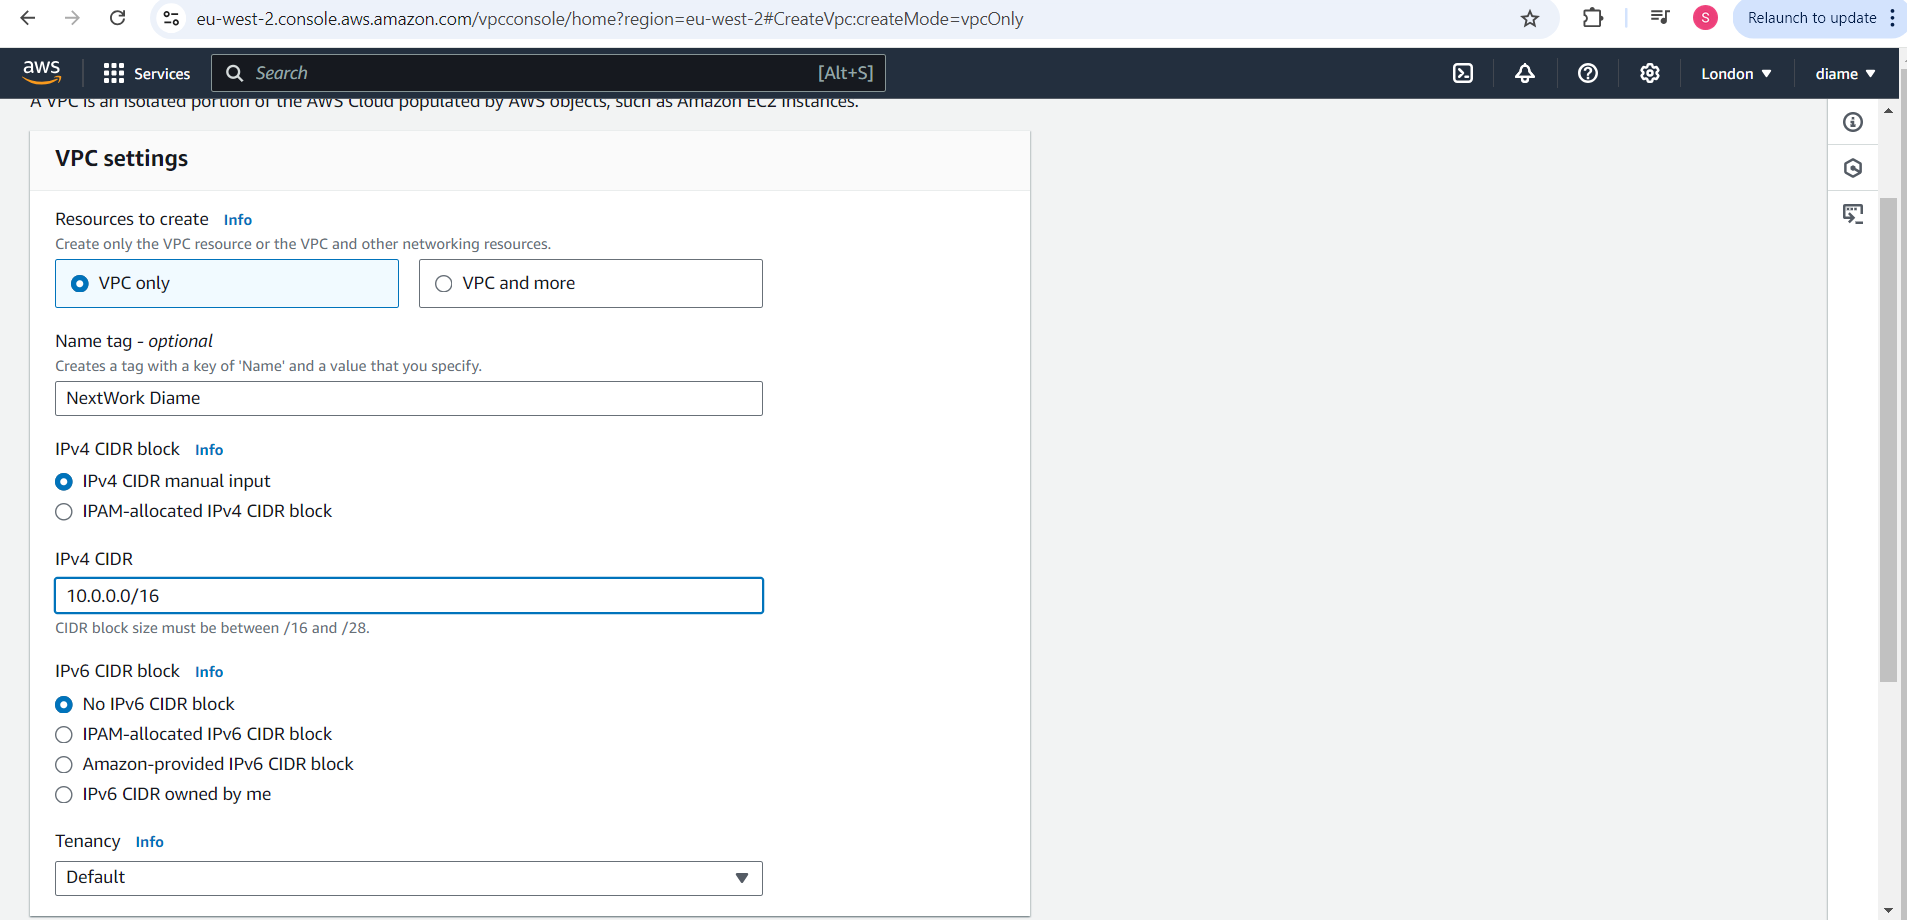 eu-west-2.console.aws.amazon.com/vpcconsole/home?region=eu-west-2#CreateVpc:createMode=vpcOnly
S
Relaunch to update
aws
Services
Search
[Alt+S]
London
diame
A VPC is an isolated portion of the AWS Cloud populated by AWS objects, such as Amazon EC2 instances.
VPC settings
Resources to create Info
Create only the VPC resource or the VPC and other networking resources.
VPC only
VPC and more
Name tag - optional
Creates a tag with a key of 'Name' and a value that you specify.
NextWork Diame
IPv4 CIDR block Info
IPv4 CIDR manual input
IPAM-allocated IPv4 CIDR block
IPv4 CIDR
10.0.0.0/16
CIDR block size must be between /16 and /28.
IPv6 CIDR block Info
No IPv6 CIDR block
IPAM-allocated IPv6 CIDR block
Amazon-provided IPv6 CIDR block
IPv6 CIDR owned by me
Tenancy Info
Default